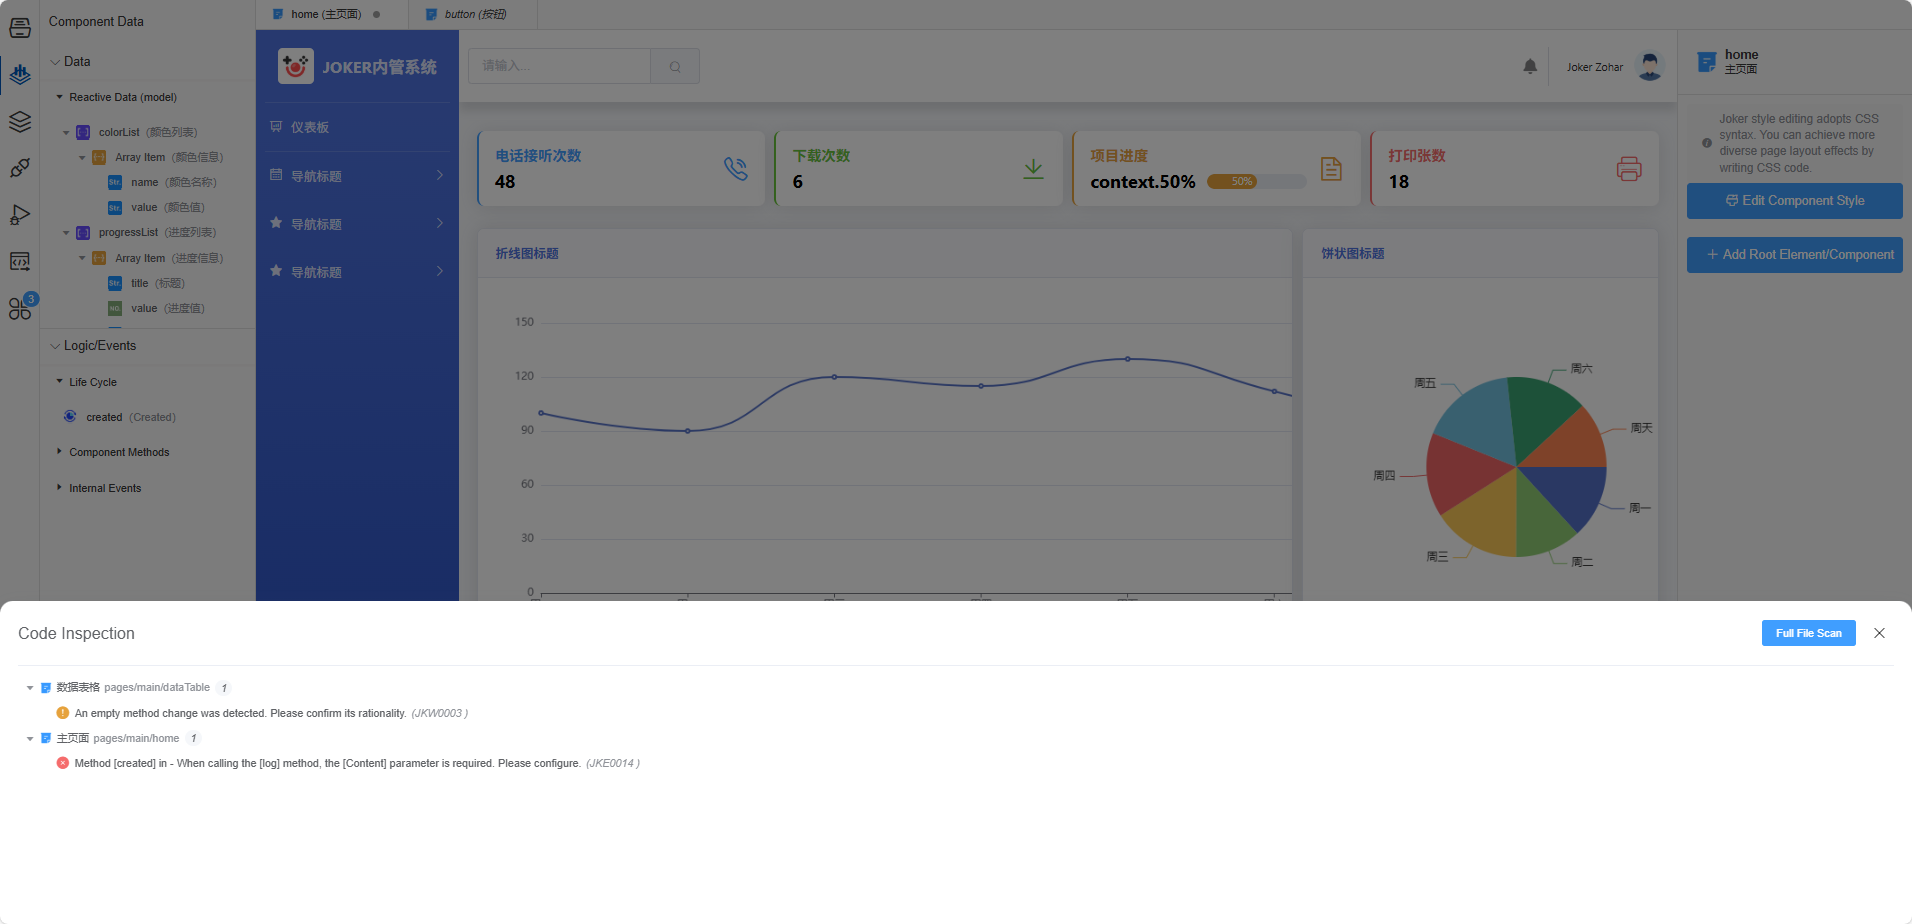 Component Data
Data
Reactive Data (model)
colorList (颜色列表)
Array Item (颜色信息)
Str. name (颜色名称)
Str. value (颜色值)
progressList (进度列表)
Array Item (进度信息)
Str. title (标题)
NO. value (进度值)
3
Logic/Events
Life Cycle
created (Created)
Component Methods
Internal Events
home (主页面)
button (按钮)
JOKER内管系统
仪表板
导航标题
导航标题
导航标题
请输入...
Joker Zohar
电话接听次数
48
下载次数
6
项目进度
context.50% 50%
打印张数
18
折线图标题
150
120
90
60
30
0
饼状图标题
周六
周五
周天
周四
周一
周三
周二
home
主页面
Joker style editing adopts CSS
syntax. You can achieve more
diverse page layout effects by
writing CSS code.
Edit Component Style
Add Root Element/Component
Code Inspection
Full File Scan
数据表格 pages/main/dataTable 1
An empty method change was detected. Please confirm its rationality. (JKW0003 )
主页面 pages/main/home 1
Method [created] in - When calling the [log] method, the [Content] parameter is required. Please configure. (JKE0014 )